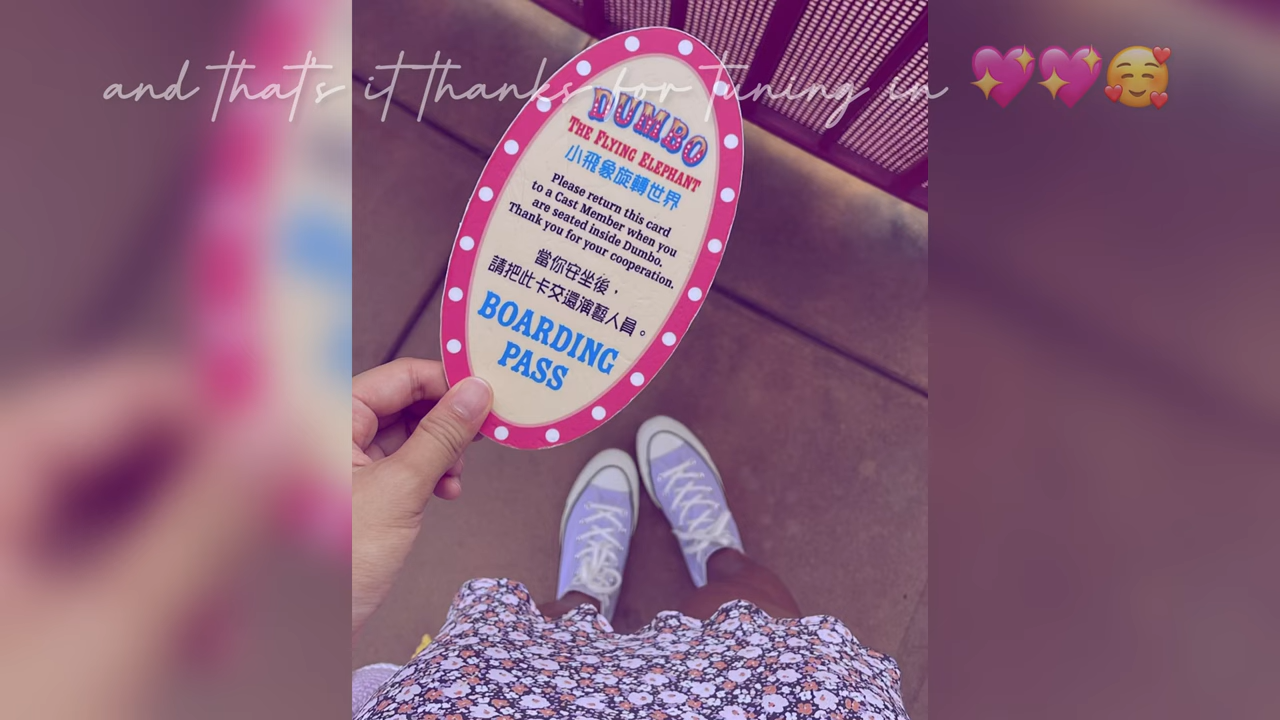 and that's it thanks for tuning in 💖💖🥰
DUMBO
THE FLYING ELEPHANT
小飛象旋轉世界
Please return this card
to a Cast Member when you
are seated inside Dumbo.
Thank you for your cooperation.
當你安坐後，
請把此卡交還演藝人員。
BOARDING
PASS